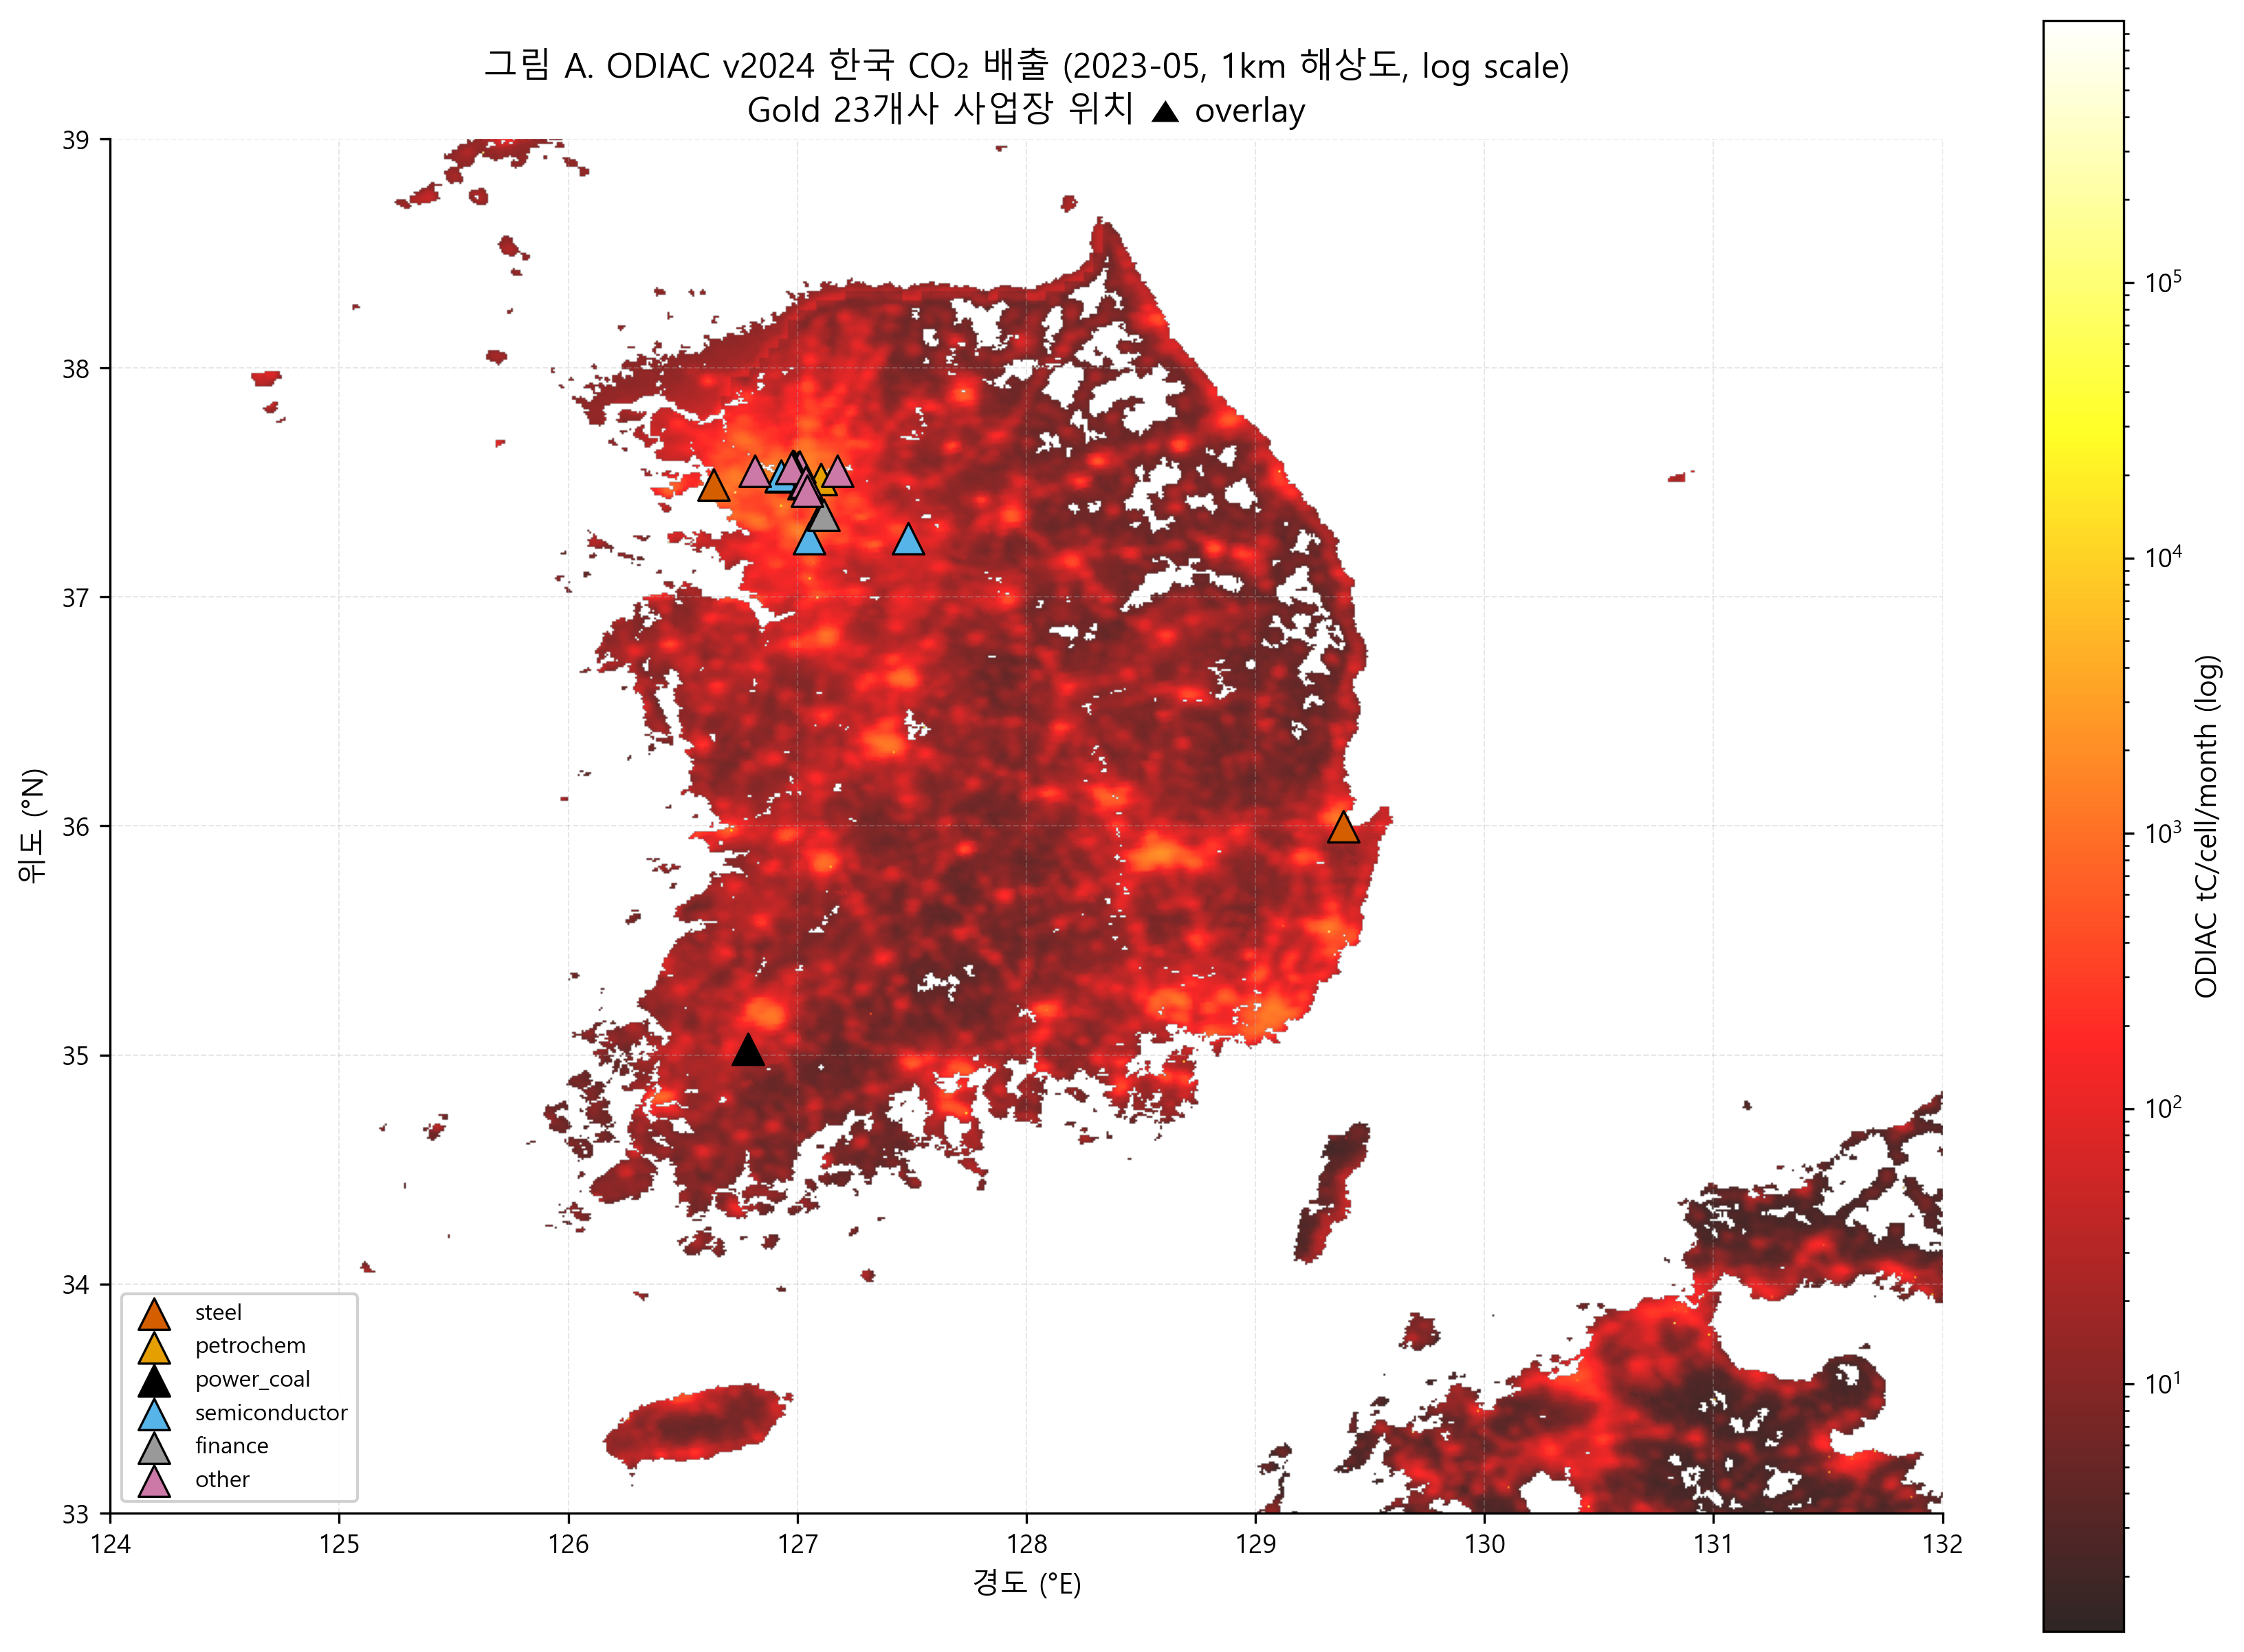 그림 A. ODIAC v2024 한국 CO₂ 배출 (2023-05, 1km 해상도, log scale)
Gold 23개사 사업장 위치 ▲ overlay
39
38
37
36
35
34
33
위도 (°N)
124
125
126
127
128
129
130
131
132
경도 (°E)
steel
petrochem
power_coal
semiconductor
finance
other
10⁵
10⁴
10³
10²
10¹
ODIAC tC/cell/month (log)